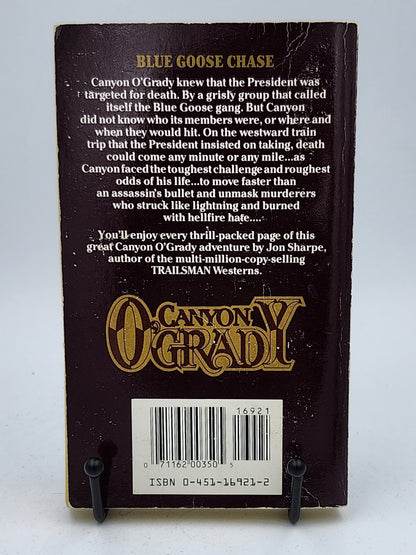 BLUE GOOSE CHASE
Canyon O'Grady knew that the President was
targeted for death. By a grisly group that called
itself the Blue Goose gang. But Canyon
did not know who its members were, or where and
when they would hit. On the westward train
trip that the President insisted on taking, death
could come any minute or any mile...as
Canyon faced the toughest challenge and roughest
odds of his life...to move faster than
an assassin's bullet and unmask murderers
who struck like lightning and burned
with hellfire hate....
You'll enjoy every thrill-packed page of this
great Canyon O'Grady adventure by Jon Sharpe,
author of the multi-million-copy-selling
TRAILSMAN Westerns.
CANYON
O'GRADY
16921
0 71162 00350 5
ISBN 0-451-16921-2